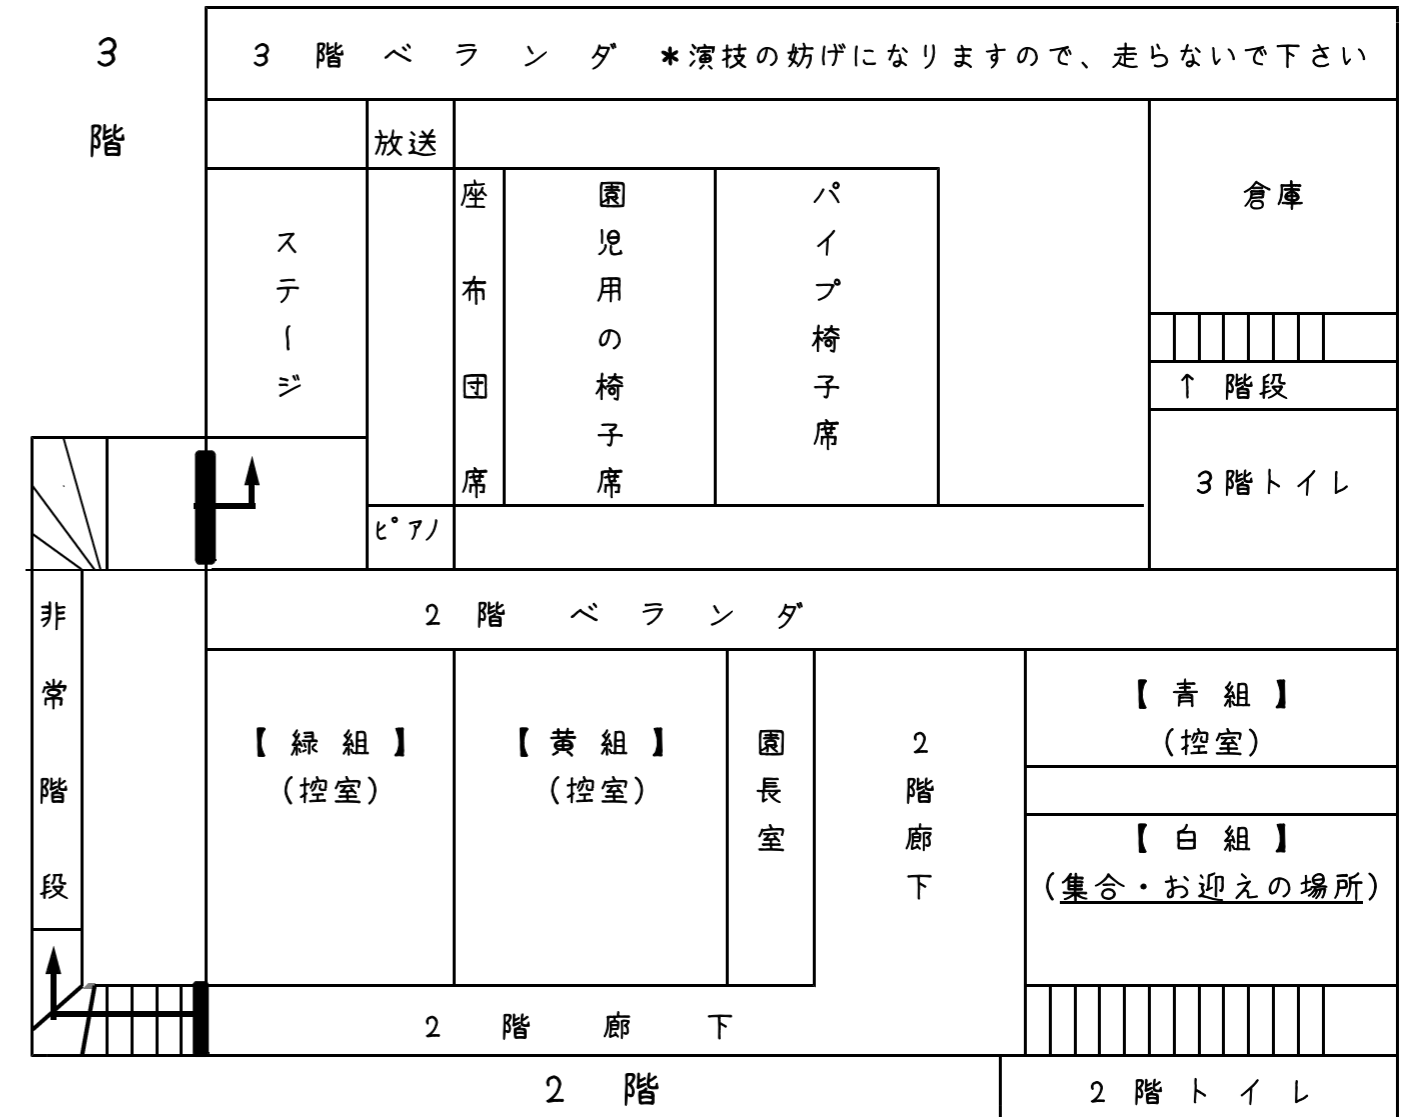 3階
3階ベランダ *演技の妨げになりますので、走らないで下さい
放送
ステージ
座布団席
園児用の椅子席
パイプ椅子席
倉庫
↑ 階段
3階トイレ
ピアノ
2階 ベランダ
非常階段
【緑組】
(控室)
【黄組】
(控室)
園長室
2階廊下
【青組】
(控室)
【白組】
(集合・お迎えの場所)
2階廊下
2階
2階トイレ